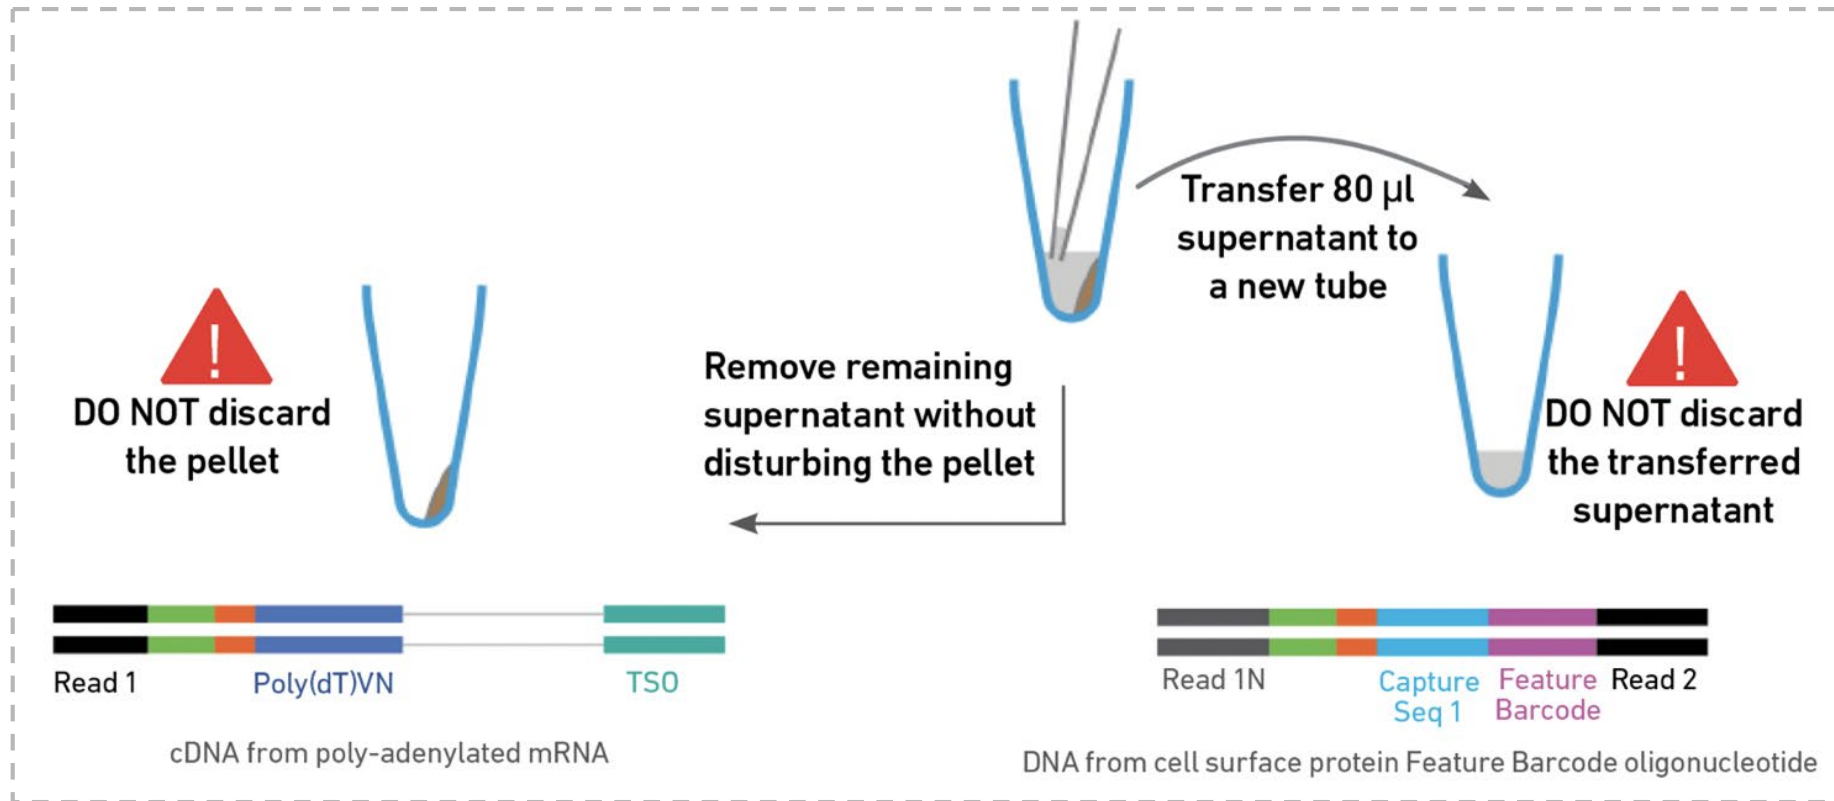 Transfer 80 µl
supernatant to
a new tube
!
DO NOT discard
the pellet
Remove remaining
supernatant without
disturbing the pellet
!
DO NOT discard
the transferred
supernatant
Read 1
Poly(dT)VN
TSO
cDNA from poly-adenylated mRNA
Read 1N
Capture
Seq 1
Feature
Barcode
Read 2
DNA from cell surface protein Feature Barcode oligonucleotide